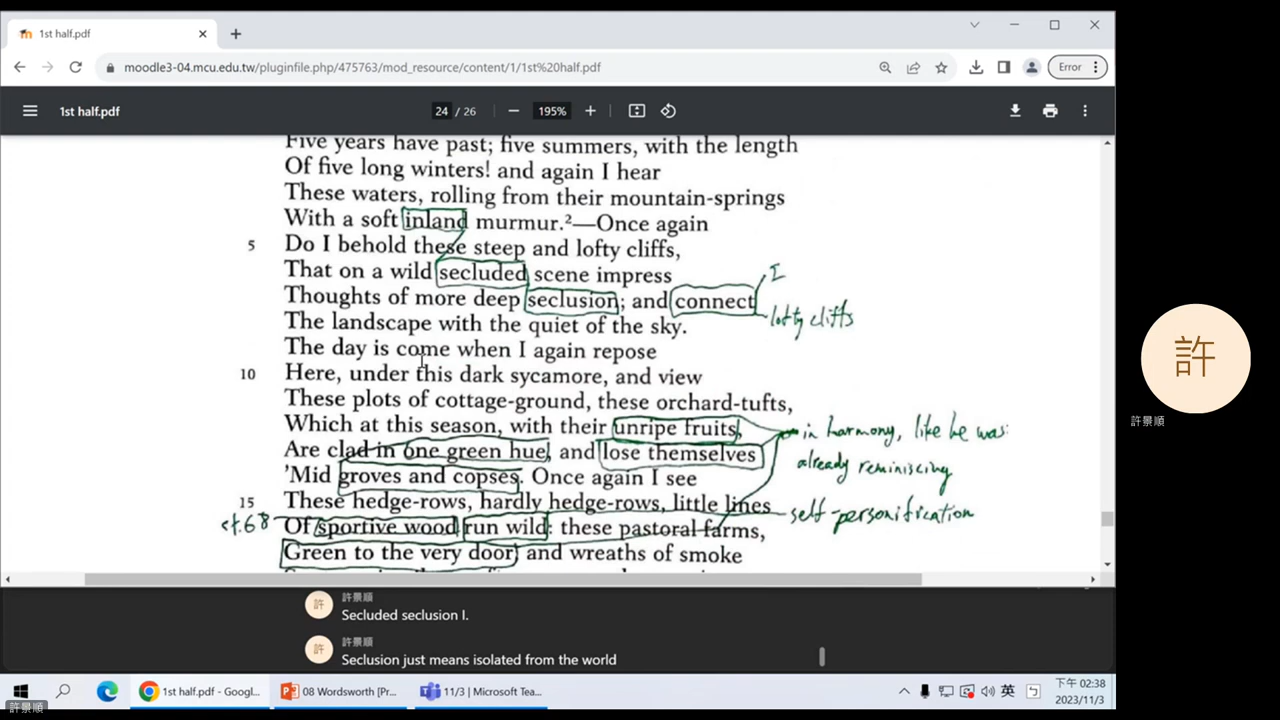 1st half.pdf
moodle3-04.mcu.edu.tw/pluginfile.php/475763/mod_resource/content/1/1st%20half.pdf
Error
1st half.pdf
24 / 26
195%
Five years have past; five summers, with the length
Of five long winters! and again I hear
These waters, rolling from their mountain-springs
With a soft inland murmur.²—Once again
5 Do I behold these steep and lofty cliffs,
That on a wild secluded scene impress
I
Thoughts of more deep seclusion; and connect
lofty cliffs
The landscape with the quiet of the sky.
The day is come when I again repose
10 Here, under this dark sycamore, and view
These plots of cottage-ground, these orchard-tufts,
Which at this season, with their unripe fruits,
in harmony, like he was
Are clad in one green hue, and lose themselves
already reminiscing
'Mid groves and copses. Once again I see
15 These hedge-rows, hardly hedge-rows, little lines
self-personification
cf. 68
Of sportive wood run wild: these pastoral farms,
Green to the very door; and wreaths of smoke
許
許景順
許
許景順
Secluded seclusion I.
許
許景順
Seclusion just means isolated from the world
1st half.pdf - Googl...
08 Wordsworth [Pr...
11/3 | Microsoft Tea...
英
下午 02:38
2023/11/3
許景順